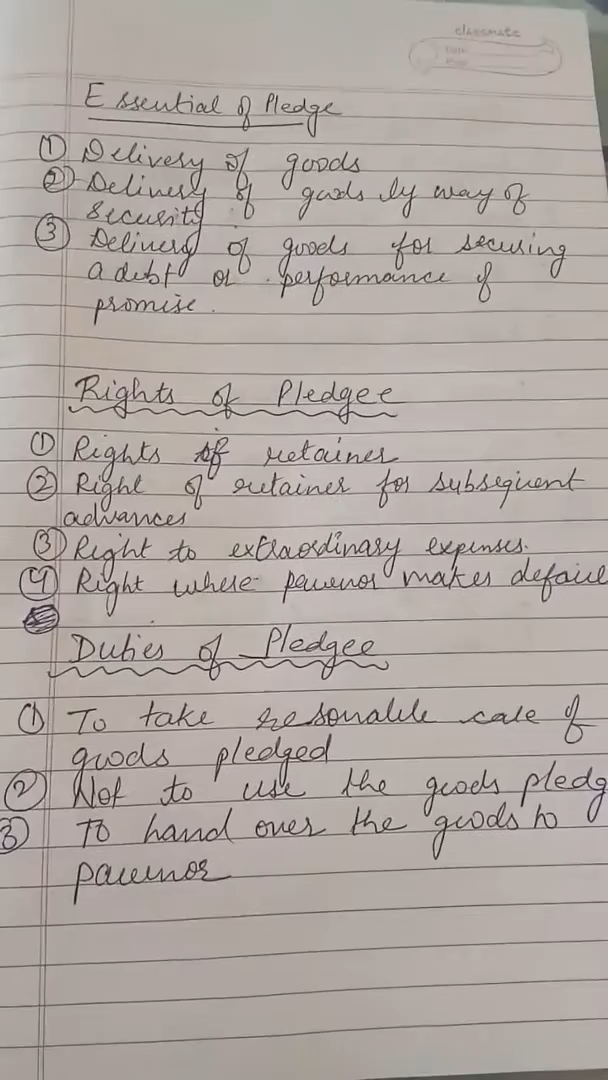 classmate
Date
Page
Essential of Pledge
① Delivery of goods
② Delivery of goods by way of
security
③ Delivery of goods for securing
a debt or performance of
promise.
Rights of Pledgee
① Rights of retainer
② Right of retainer for subsequent
advances
③ Right to extraordinary expenses.
④ Right where pawnor makes defaul
Duties of Pledgee
① To take resonable care of
goods pledged
② Not to use the goods pledg
③ To hand over the goods to
pawnor